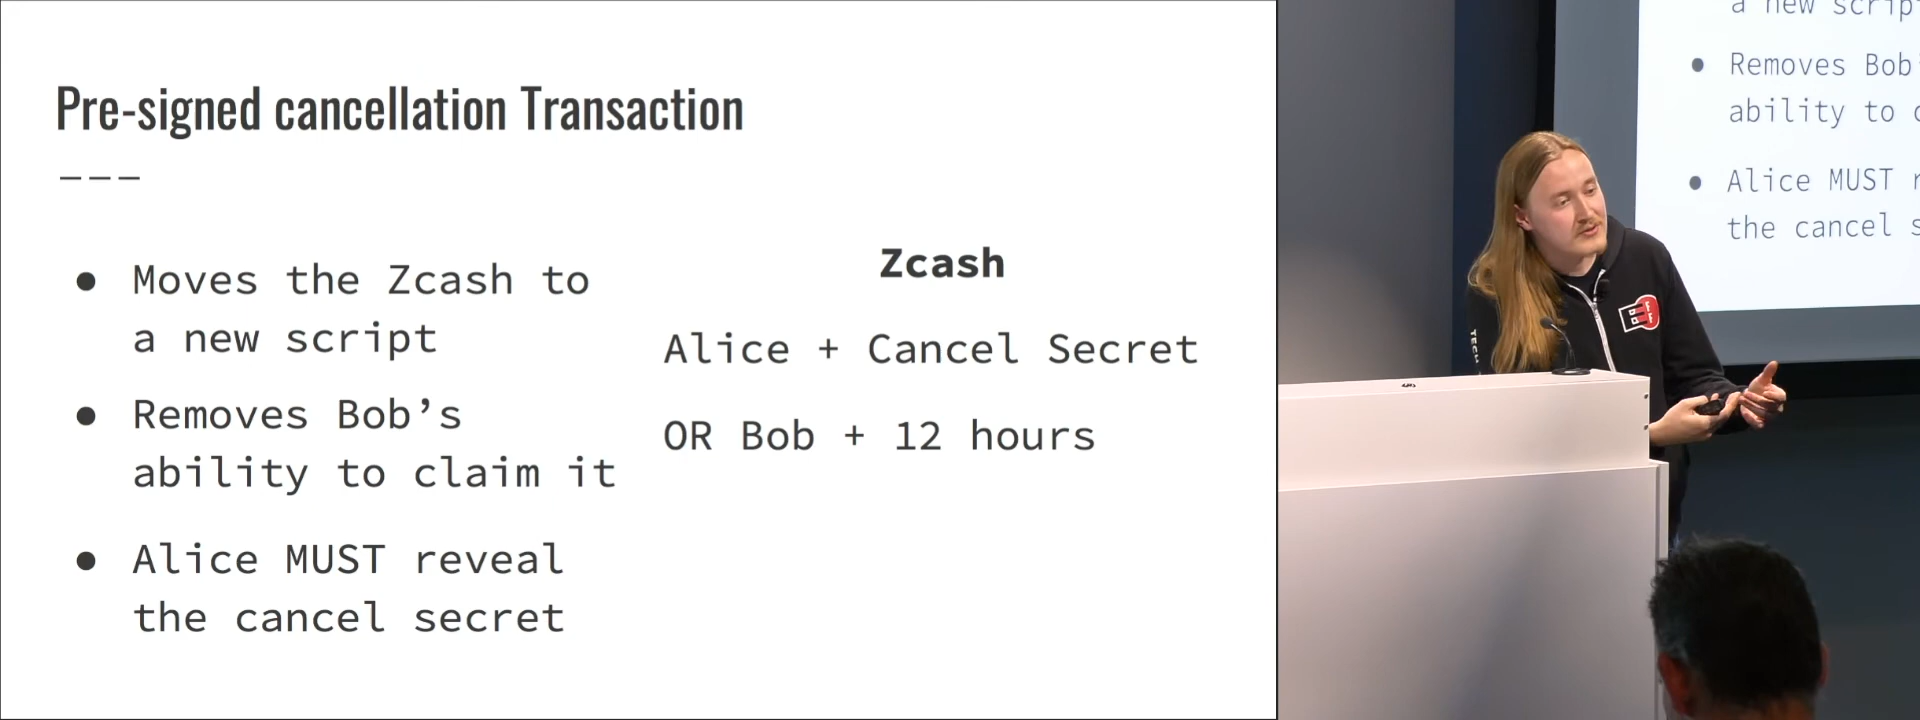 Pre-signed cancellation Transaction
● Moves the Zcash to
a new script
● Removes Bob’s
ability to claim it
● Alice MUST reveal
the cancel secret
Zcash
Alice + Cancel Secret
OR Bob + 12 hours
a new script
● Removes Bob
ability to
● Alice MUST
the cancel
TECH